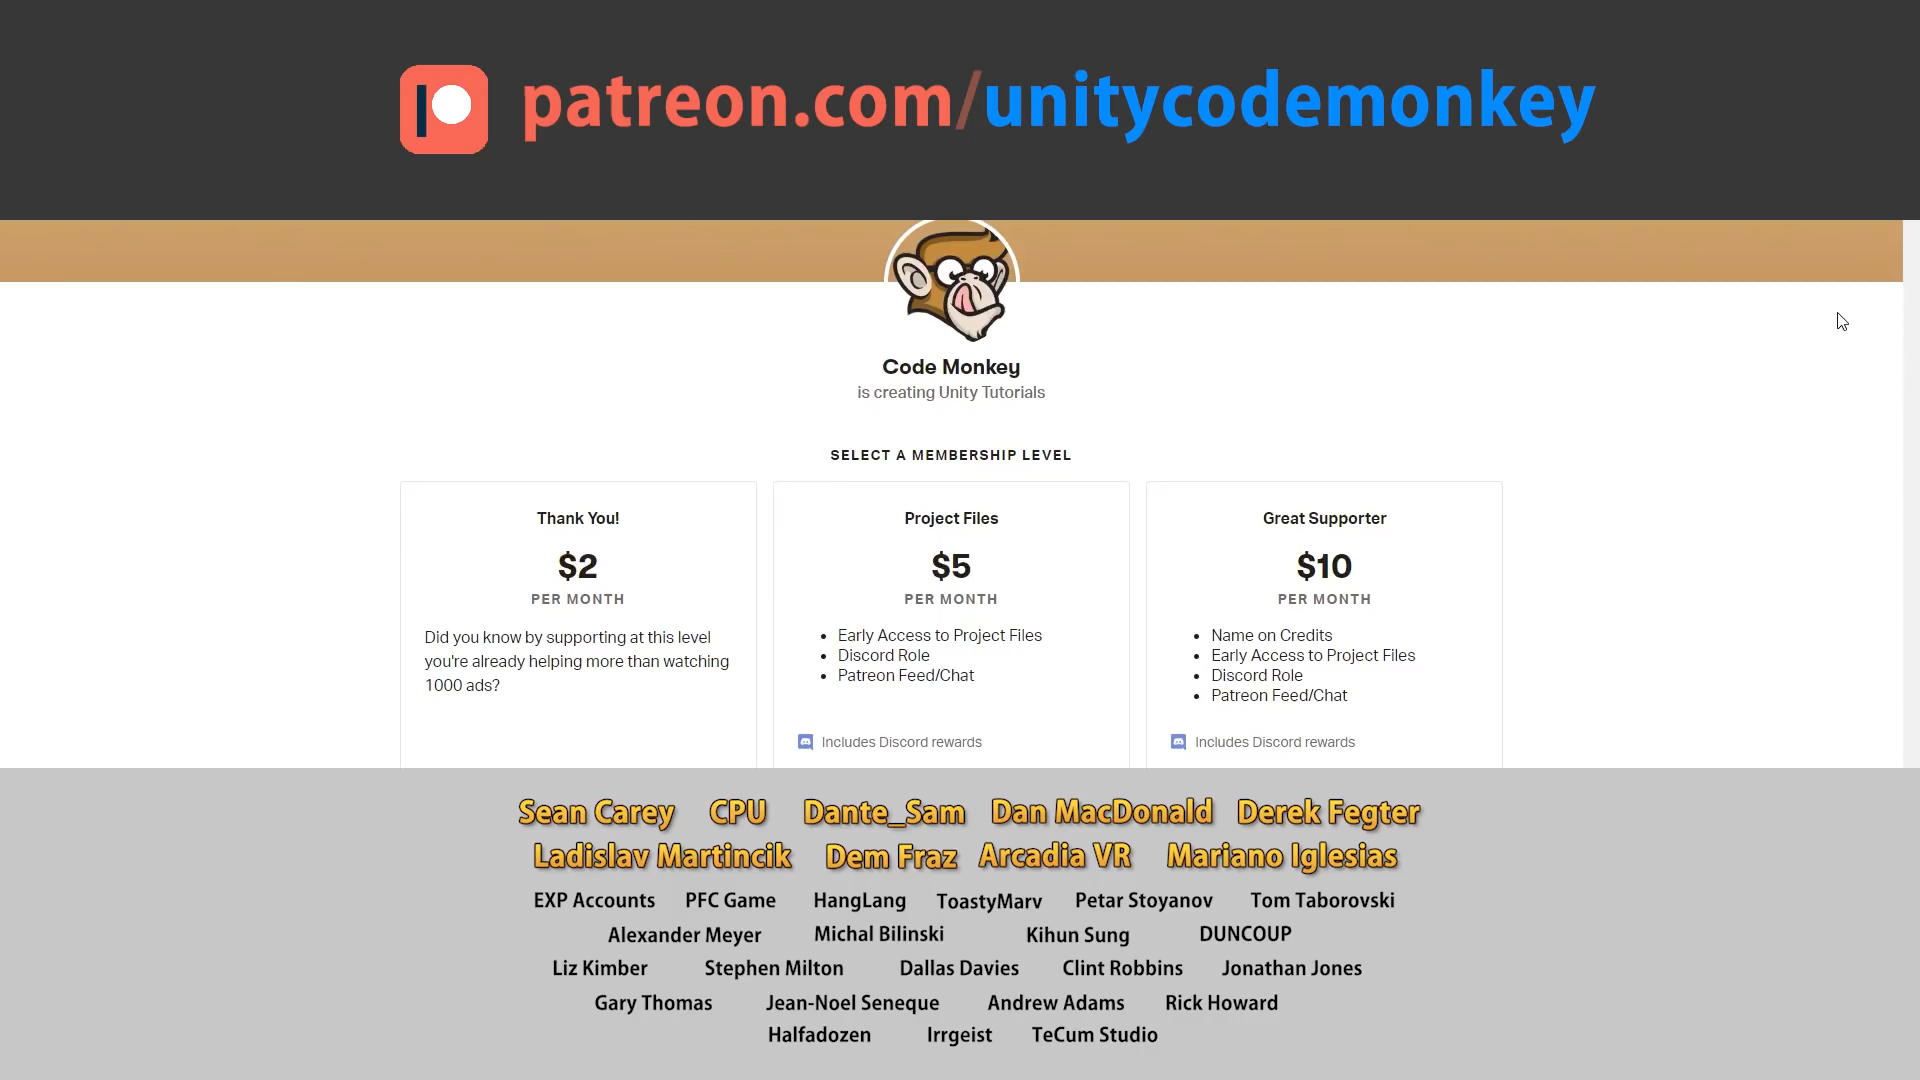 patreon.com/unitycodemonkey
Code Monkey
is creating Unity Tutorials
SELECT A MEMBERSHIP LEVEL
Thank You!
$2
PER MONTH
Did you know by supporting at this level
you're already helping more than watching
1000 ads?
Project Files
$5
PER MONTH
• Early Access to Project Files
• Discord Role
• Patreon Feed/Chat
Includes Discord rewards
Great Supporter
$10
PER MONTH
• Name on Credits
• Early Access to Project Files
• Discord Role
• Patreon Feed/Chat
Includes Discord rewards
Sean Carey CPU Dante_Sam Dan MacDonald Derek Fegter
Ladislav Martincik Dem Fraz Arcadia VR Mariano Iglesias
EXP Accounts PFC Game HangLang ToastyMarv Petar Stoyanov Tom Taborovski
Alexander Meyer Michal Bilinski Kihun Sung DUNCOUP
Liz Kimber Stephen Milton Dallas Davies Clint Robbins Jonathan Jones
Gary Thomas Jean-Noel Seneque Andrew Adams Rick Howard
Halfadozen Irrgeist TeCum Studio